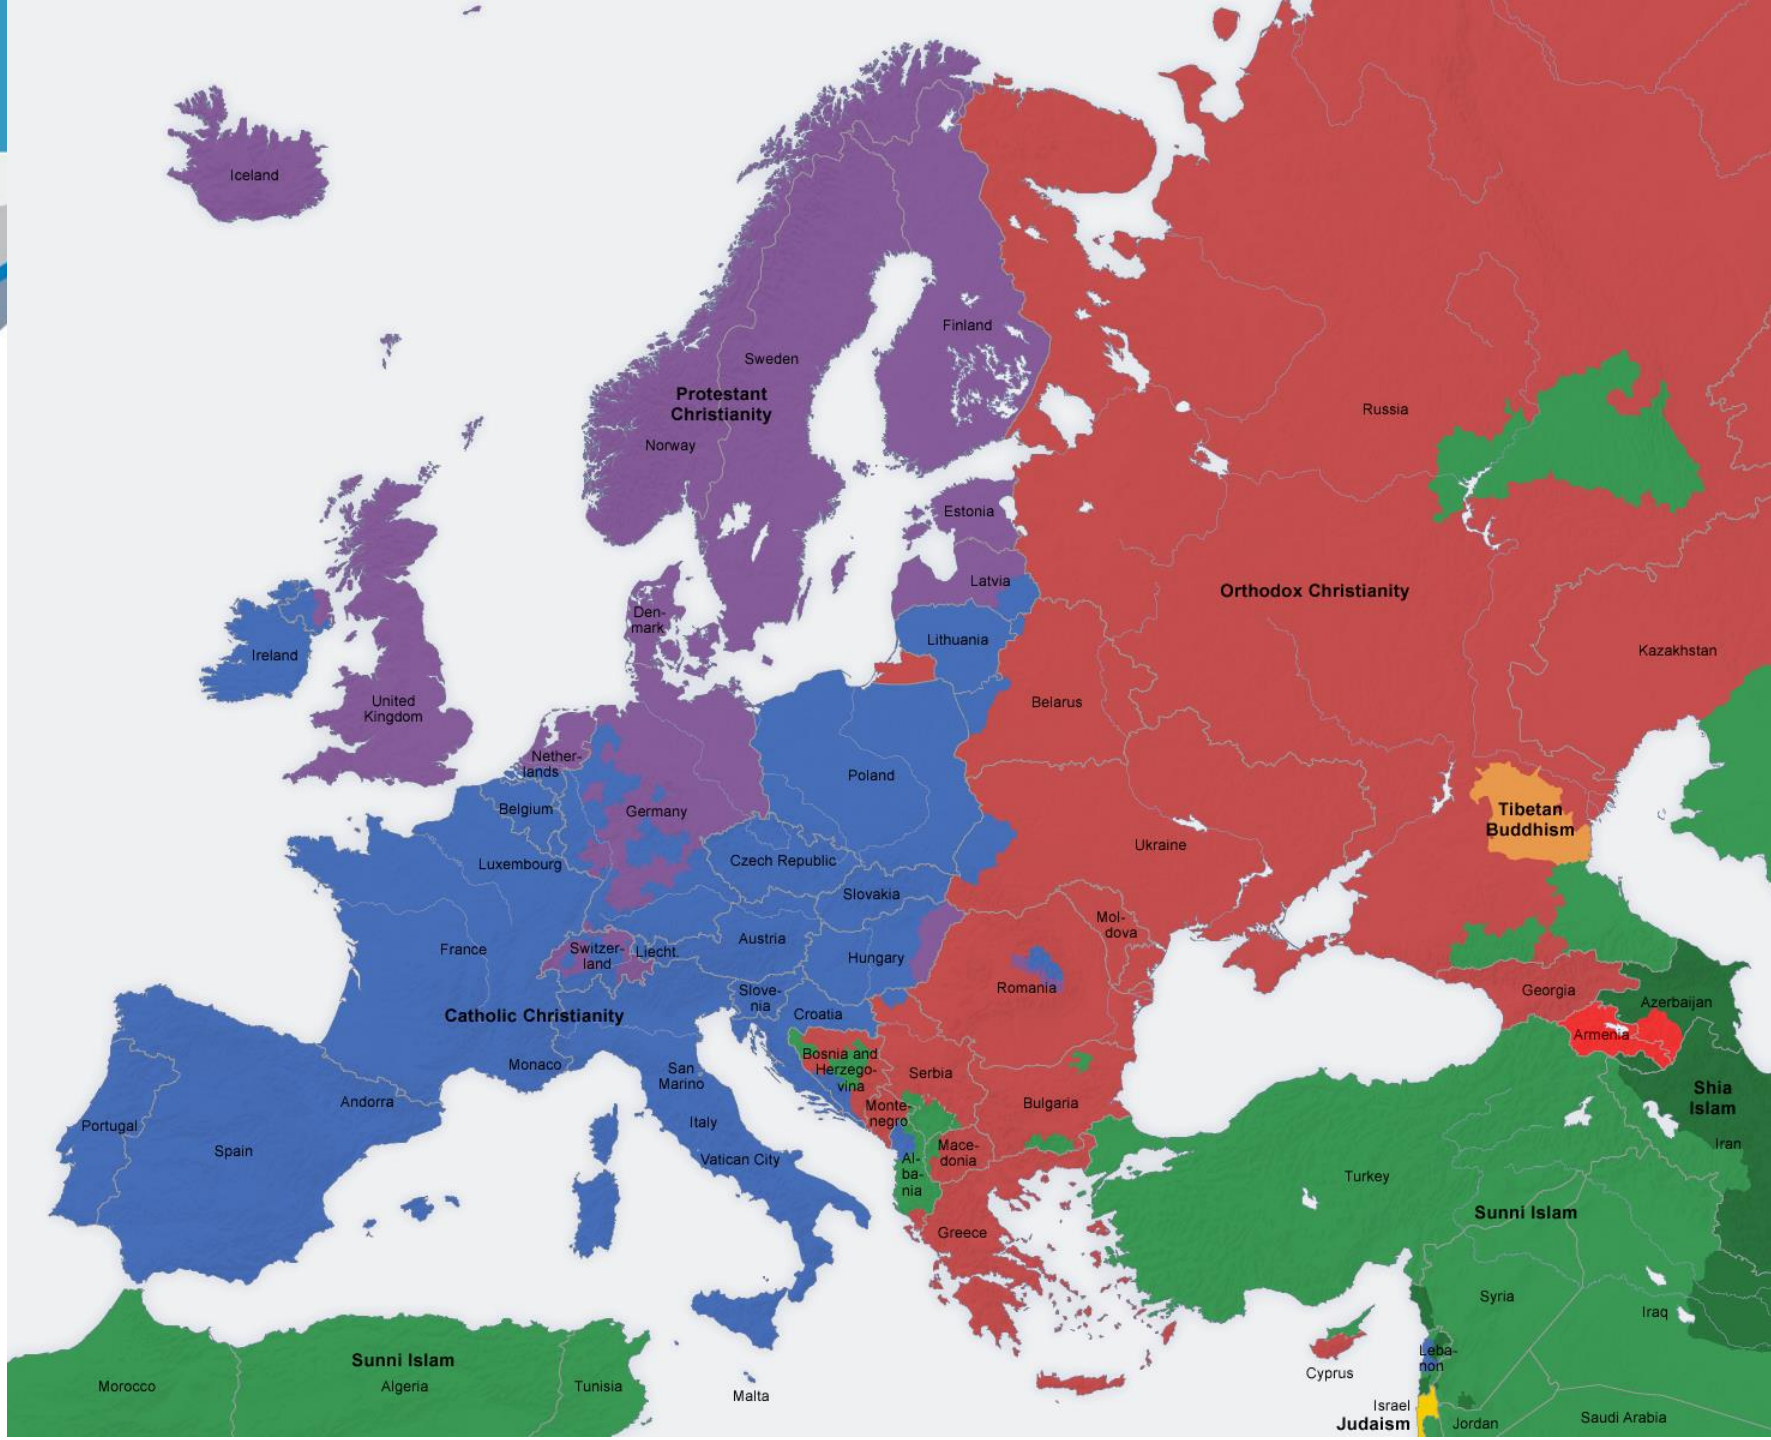 Iceland
Finland
Sweden
Protestant
Christianity
Norway
Russia
Estonia
Latvia
Orthodox Christianity
Den-
mark
Lithuania
Ireland
Kazakhstan
United
Kingdom
Belarus
Nether-
lands
Poland
Belgium
Germany
Tibetan
Buddhism
Ukraine
Luxembourg
Czech Republic
Slovakia
Mol-
dova
France
Switzer-
land
Liecht.
Austria
Hungary
Romania
Slove-
nia
Croatia
Georgia
Azerbaijan
Catholic Christianity
Armenia
Bosnia and
Herzego-
vina
Monaco
San
Marino
Serbia
Shia
Islam
Andorra
Monte-
negro
Bulgaria
Portugal
Italy
Spain
Vatican City
Al-
ba-
nia
Mace-
donia
Iran
Turkey
Sunni Islam
Greece
Syria
Iraq
Sunni Islam
Leba-
non
Cyprus
Morocco
Algeria
Tunisia
Malta
Israel
Judaism
Jordan
Saudi Arabia